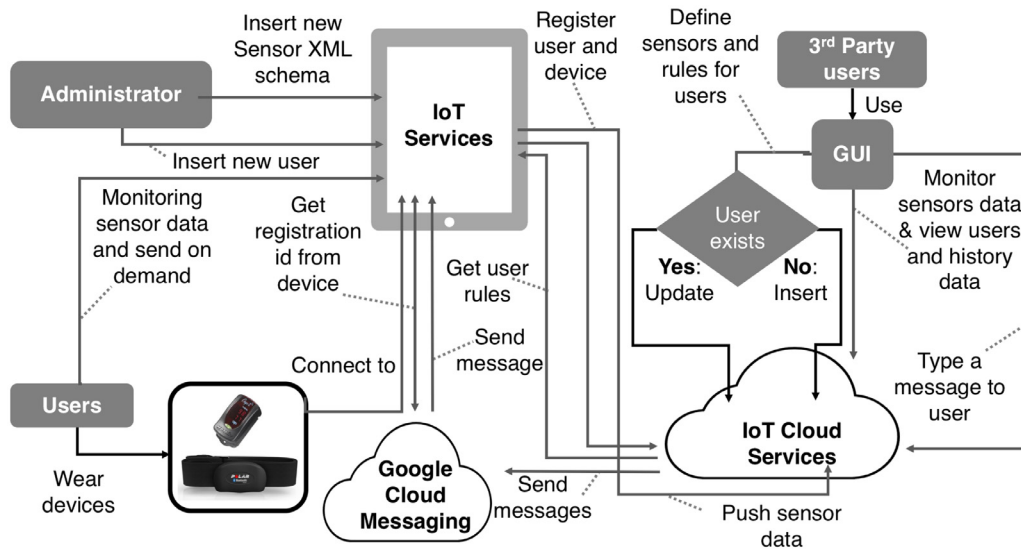 Insert new
Sensor XML
schema
Register
user and
device
Define
sensors and
rules for
users
3rd Party
users
Administrator
IoT
Services
Use
GUI
Insert new user
Monitoring
sensor data
and send on
demand
Get
registration
id from
device
User
exists
Monitor
sensors data
& view users
and history
data
Get user
rules
Yes:
Update
No:
Insert
Send
message
Connect to
Type a
message to
user
Users
IoT Cloud
Services
Google
Cloud
Messaging
POLAR
Wear
devices
Send
messages
Push sensor
data